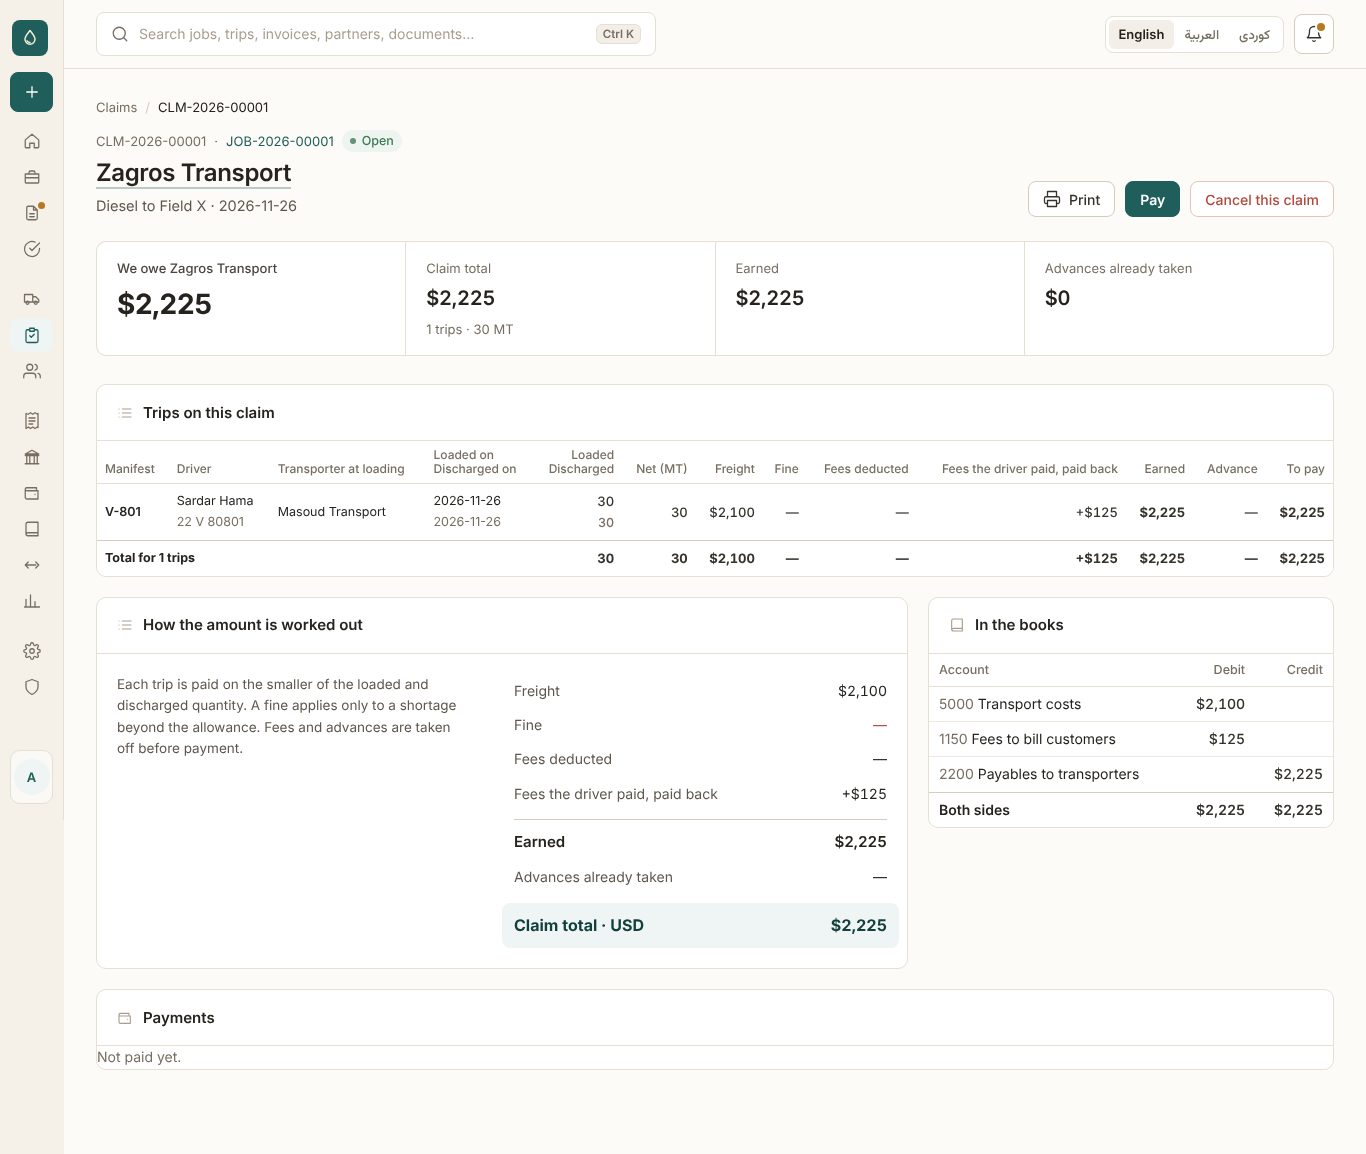 Search jobs, trips, invoices, partners, documents...
Ctrl K
English
العربية
کوردی
Claims / CLM-2026-00001
CLM-2026-00001 · JOB-2026-00001 Open
Zagros Transport
Diesel to Field X · 2026-11-26
Print
Pay
Cancel this claim
We owe Zagros Transport
$2,225
Claim total
$2,225
1 trips · 30 MT
Earned
$2,225
Advances already taken
$0
Trips on this claim
Manifest Driver Transporter at loading Loaded on Discharged on Loaded Discharged Net (MT) Freight Fine Fees deducted Fees the driver paid, paid back Earned Advance To pay
V-801 Sardar Hama 22 V 80801 Masoud Transport 2026-11-26 2026-11-26 30 30 30 $2,100 — — +$125 $2,225 — $2,225
Total for 1 trips 30 30 $2,100 — — +$125 $2,225 — $2,225
How the amount is worked out
Each trip is paid on the smaller of the loaded and
discharged quantity. A fine applies only to a shortage
beyond the allowance. Fees and advances are taken
off before payment.
Freight $2,100
Fine —
Fees deducted —
Fees the driver paid, paid back +$125
Earned $2,225
Advances already taken —
Claim total · USD $2,225
In the books
Account Debit Credit
5000 Transport costs $2,100
1150 Fees to bill customers $125
2200 Payables to transporters $2,225
Both sides $2,225 $2,225
A
Payments
Not paid yet.